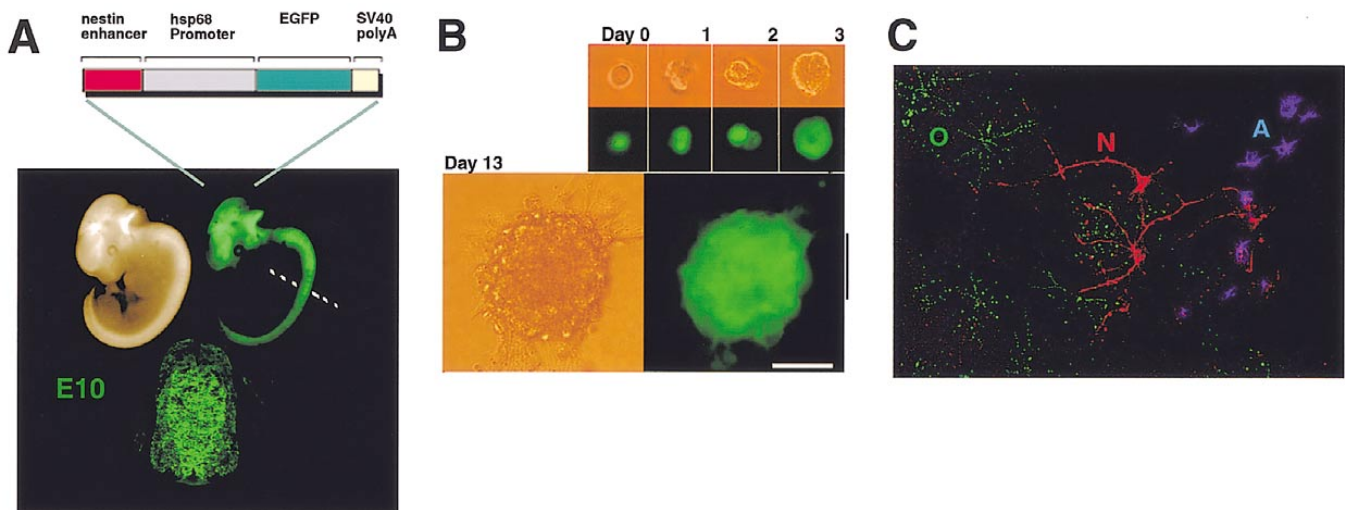 A
nestin
enhancer
hsp68
Promoter
EGFP
SV40
polyA
E10
B
Day 0 1 2 3
Day 13
C
O
N
A